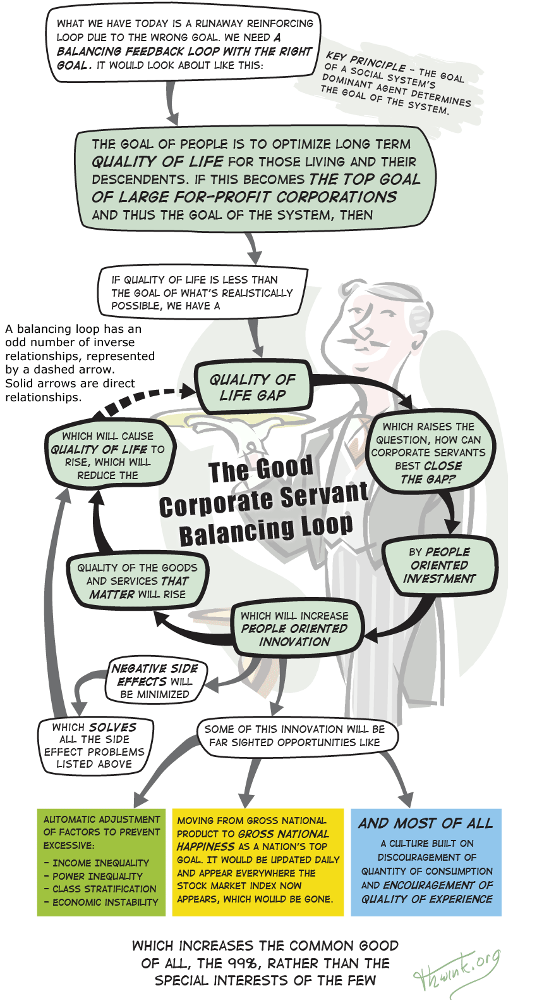 WHAT WE HAVE TODAY IS A RUNAWAY REINFORCING
LOOP DUE TO THE WRONG GOAL. WE NEED A
BALANCING FEEDBACK LOOP WITH THE RIGHT
GOAL. IT WOULD LOOK ABOUT LIKE THIS:
KEY PRINCIPLE - THE GOAL
OF A SOCIAL SYSTEM'S
DOMINANT AGENT DETERMINES
THE GOAL OF THE SYSTEM.
THE GOAL OF PEOPLE IS TO OPTIMIZE LONG TERM
QUALITY OF LIFE FOR THOSE LIVING AND THEIR
DESCENDENTS. IF THIS BECOMES THE TOP GOAL
OF LARGE FOR-PROFIT CORPORATIONS
AND THUS THE GOAL OF THE SYSTEM, THEN
IF QUALITY OF LIFE IS LESS THAN
THE GOAL OF WHAT'S REALISTICALLY
POSSIBLE, WE HAVE A
A balancing loop has an
odd number of inverse
relationships, represented
by a dashed arrow.
Solid arrows are direct
relationships.
QUALITY OF
LIFE GAP
WHICH RAISES THE
QUESTION, HOW CAN
CORPORATE SERVANTS
BEST CLOSE
THE GAP?
BY PEOPLE
ORIENTED
INVESTMENT
WHICH WILL INCREASE
PEOPLE ORIENTED
INNOVATION
QUALITY OF THE GOODS
AND SERVICES THAT
MATTER WILL RISE
WHICH WILL CAUSE
QUALITY OF LIFE TO
RISE, WHICH WILL
REDUCE THE
The Good
Corporate Servant
Balancing Loop
NEGATIVE SIDE
EFFECTS WILL
BE MINIMIZED
WHICH SOLVES
ALL THE SIDE
EFFECT PROBLEMS
LISTED ABOVE
SOME OF THIS INNOVATION WILL BE
FAR SIGHTED OPPORTUNITIES LIKE
AUTOMATIC ADJUSTMENT
OF FACTORS TO PREVENT
EXCESSIVE:
- INCOME INEQUALITY
- POWER INEQUALITY
- CLASS STRATIFICATION
- ECONOMIC INSTABILITY
MOVING FROM GROSS NATIONAL
PRODUCT TO GROSS NATIONAL
HAPPINESS AS A NATION'S TOP
GOAL. IT WOULD BE UPDATED DAILY
AND APPEAR EVERYWHERE THE
STOCK MARKET INDEX NOW
APPEARS, WHICH WOULD BE GONE.
AND MOST OF ALL
A CULTURE BUILT ON
DISCOURAGEMENT OF
QUANTITY OF CONSUMPTION
AND ENCOURAGEMENT OF
QUALITY OF EXPERIENCE
WHICH INCREASES THE COMMON GOOD
OF ALL, THE 99%, RATHER THAN THE
SPECIAL INTERESTS OF THE FEW
thwink.org